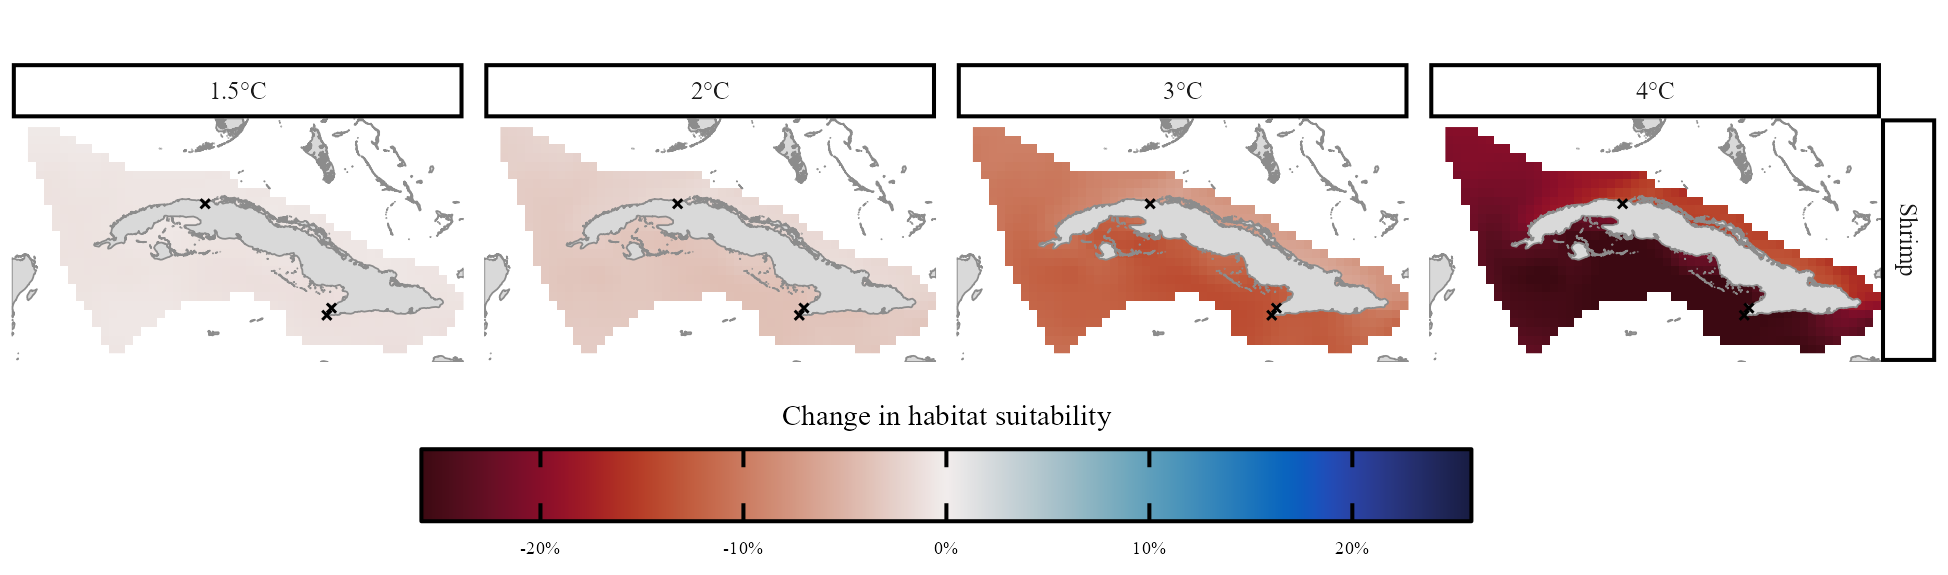 1.5°C
2°C
3°C
4°C
Shrimp
Change in habitat suitability
-20%
-10%
0%
10%
20%